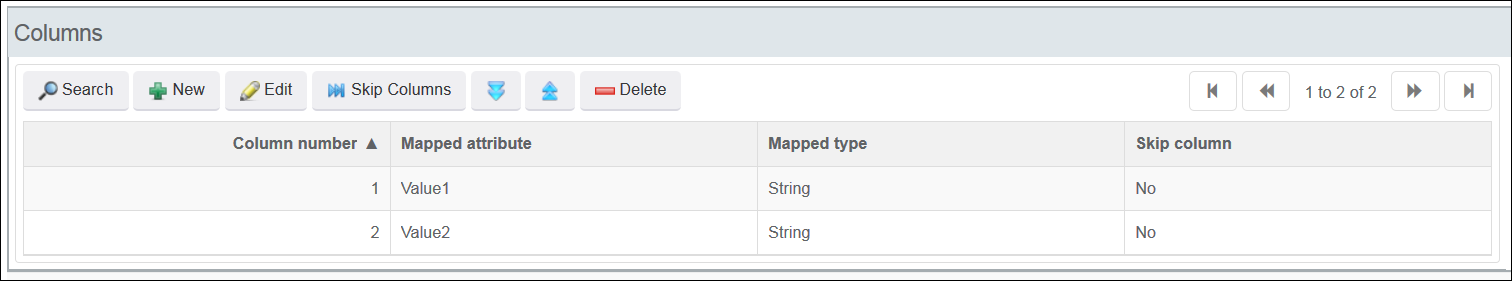 Columns
Search New Edit Skip Columns Delete 1 to 2 of 2
Column number ▲ Mapped attribute Mapped type Skip column
1 Value1 String No
2 Value2 String No